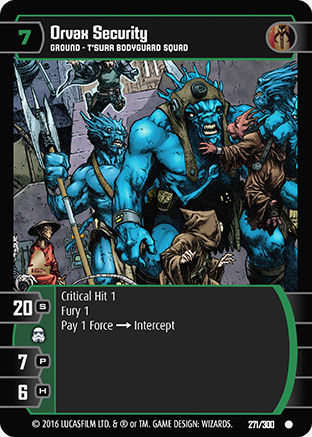 7 Orvax Security
GROUND - T'SURR BODYGUARD SQUAD
20 S
7 P
6 H
Critical Hit 1
Fury 1
Pay 1 Force → Intercept
© 2016 LUCASFILM LTD. & ® or TM. GAME DESIGN: WIZARDS. 271/300